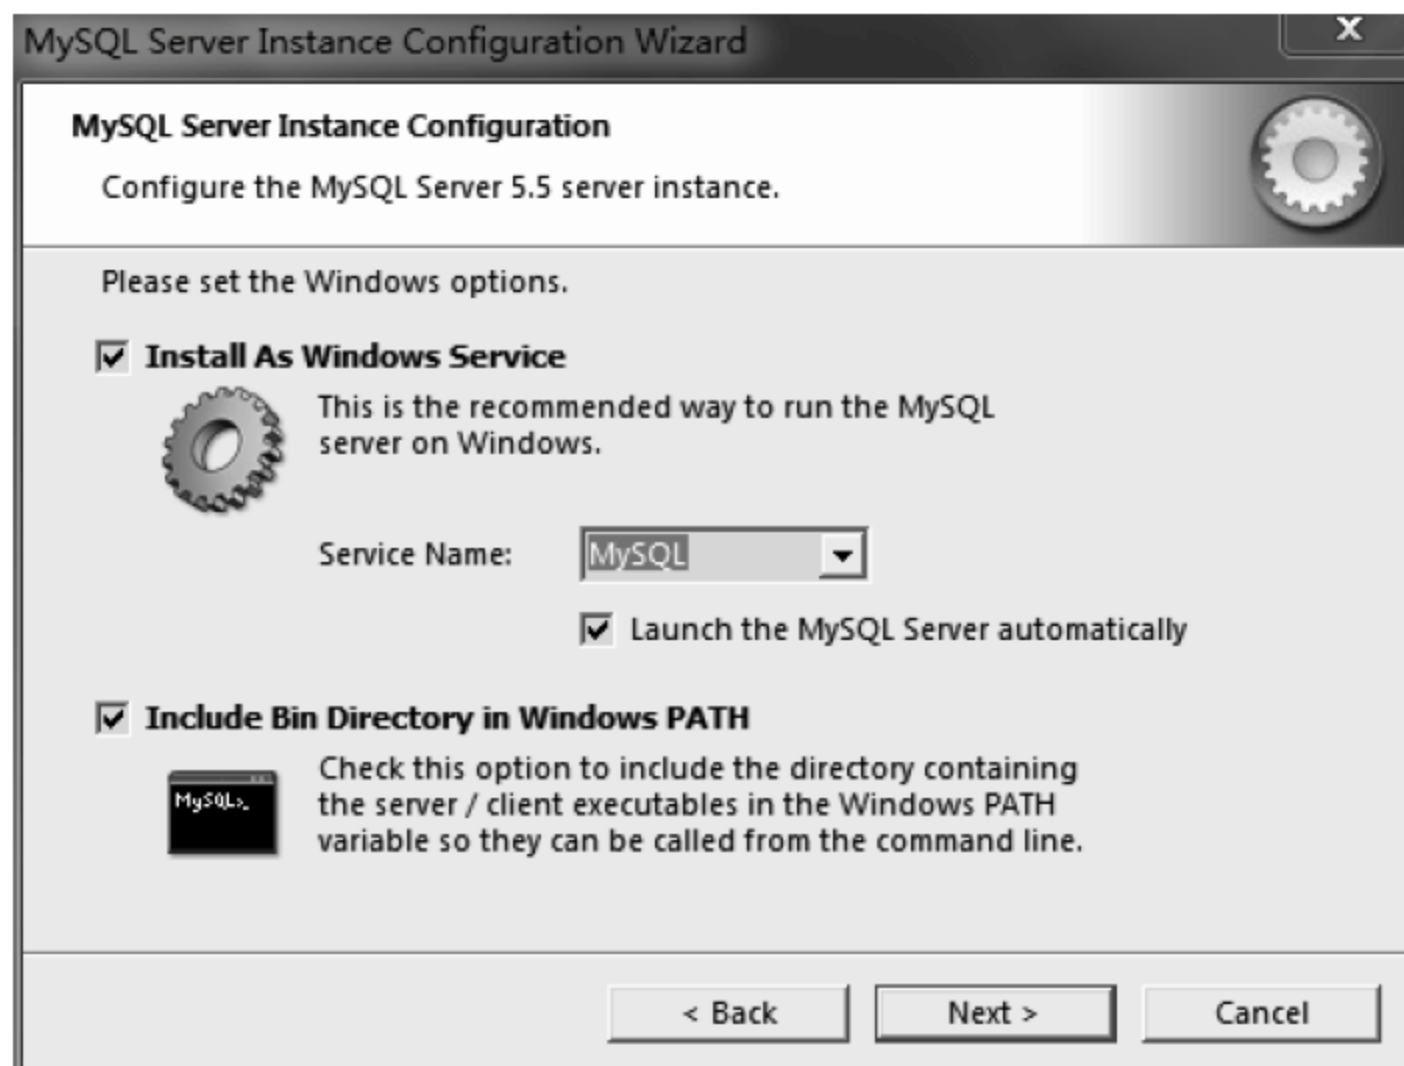 MySQL Server Instance Configuration Wizard
x
MySQL Server Instance Configuration
Configure the MySQL Server 5.5 server instance.
Please set the Windows options.
Install As Windows Service
This is the recommended way to run the MySQL
server on Windows.
Service Name: MySQL
Launch the MySQL Server automatically
Include Bin Directory in Windows PATH
MySQL>_
Check this option to include the directory containing
the server / client executables in the Windows PATH
variable so they can be called from the command line.
< Back Next > Cancel